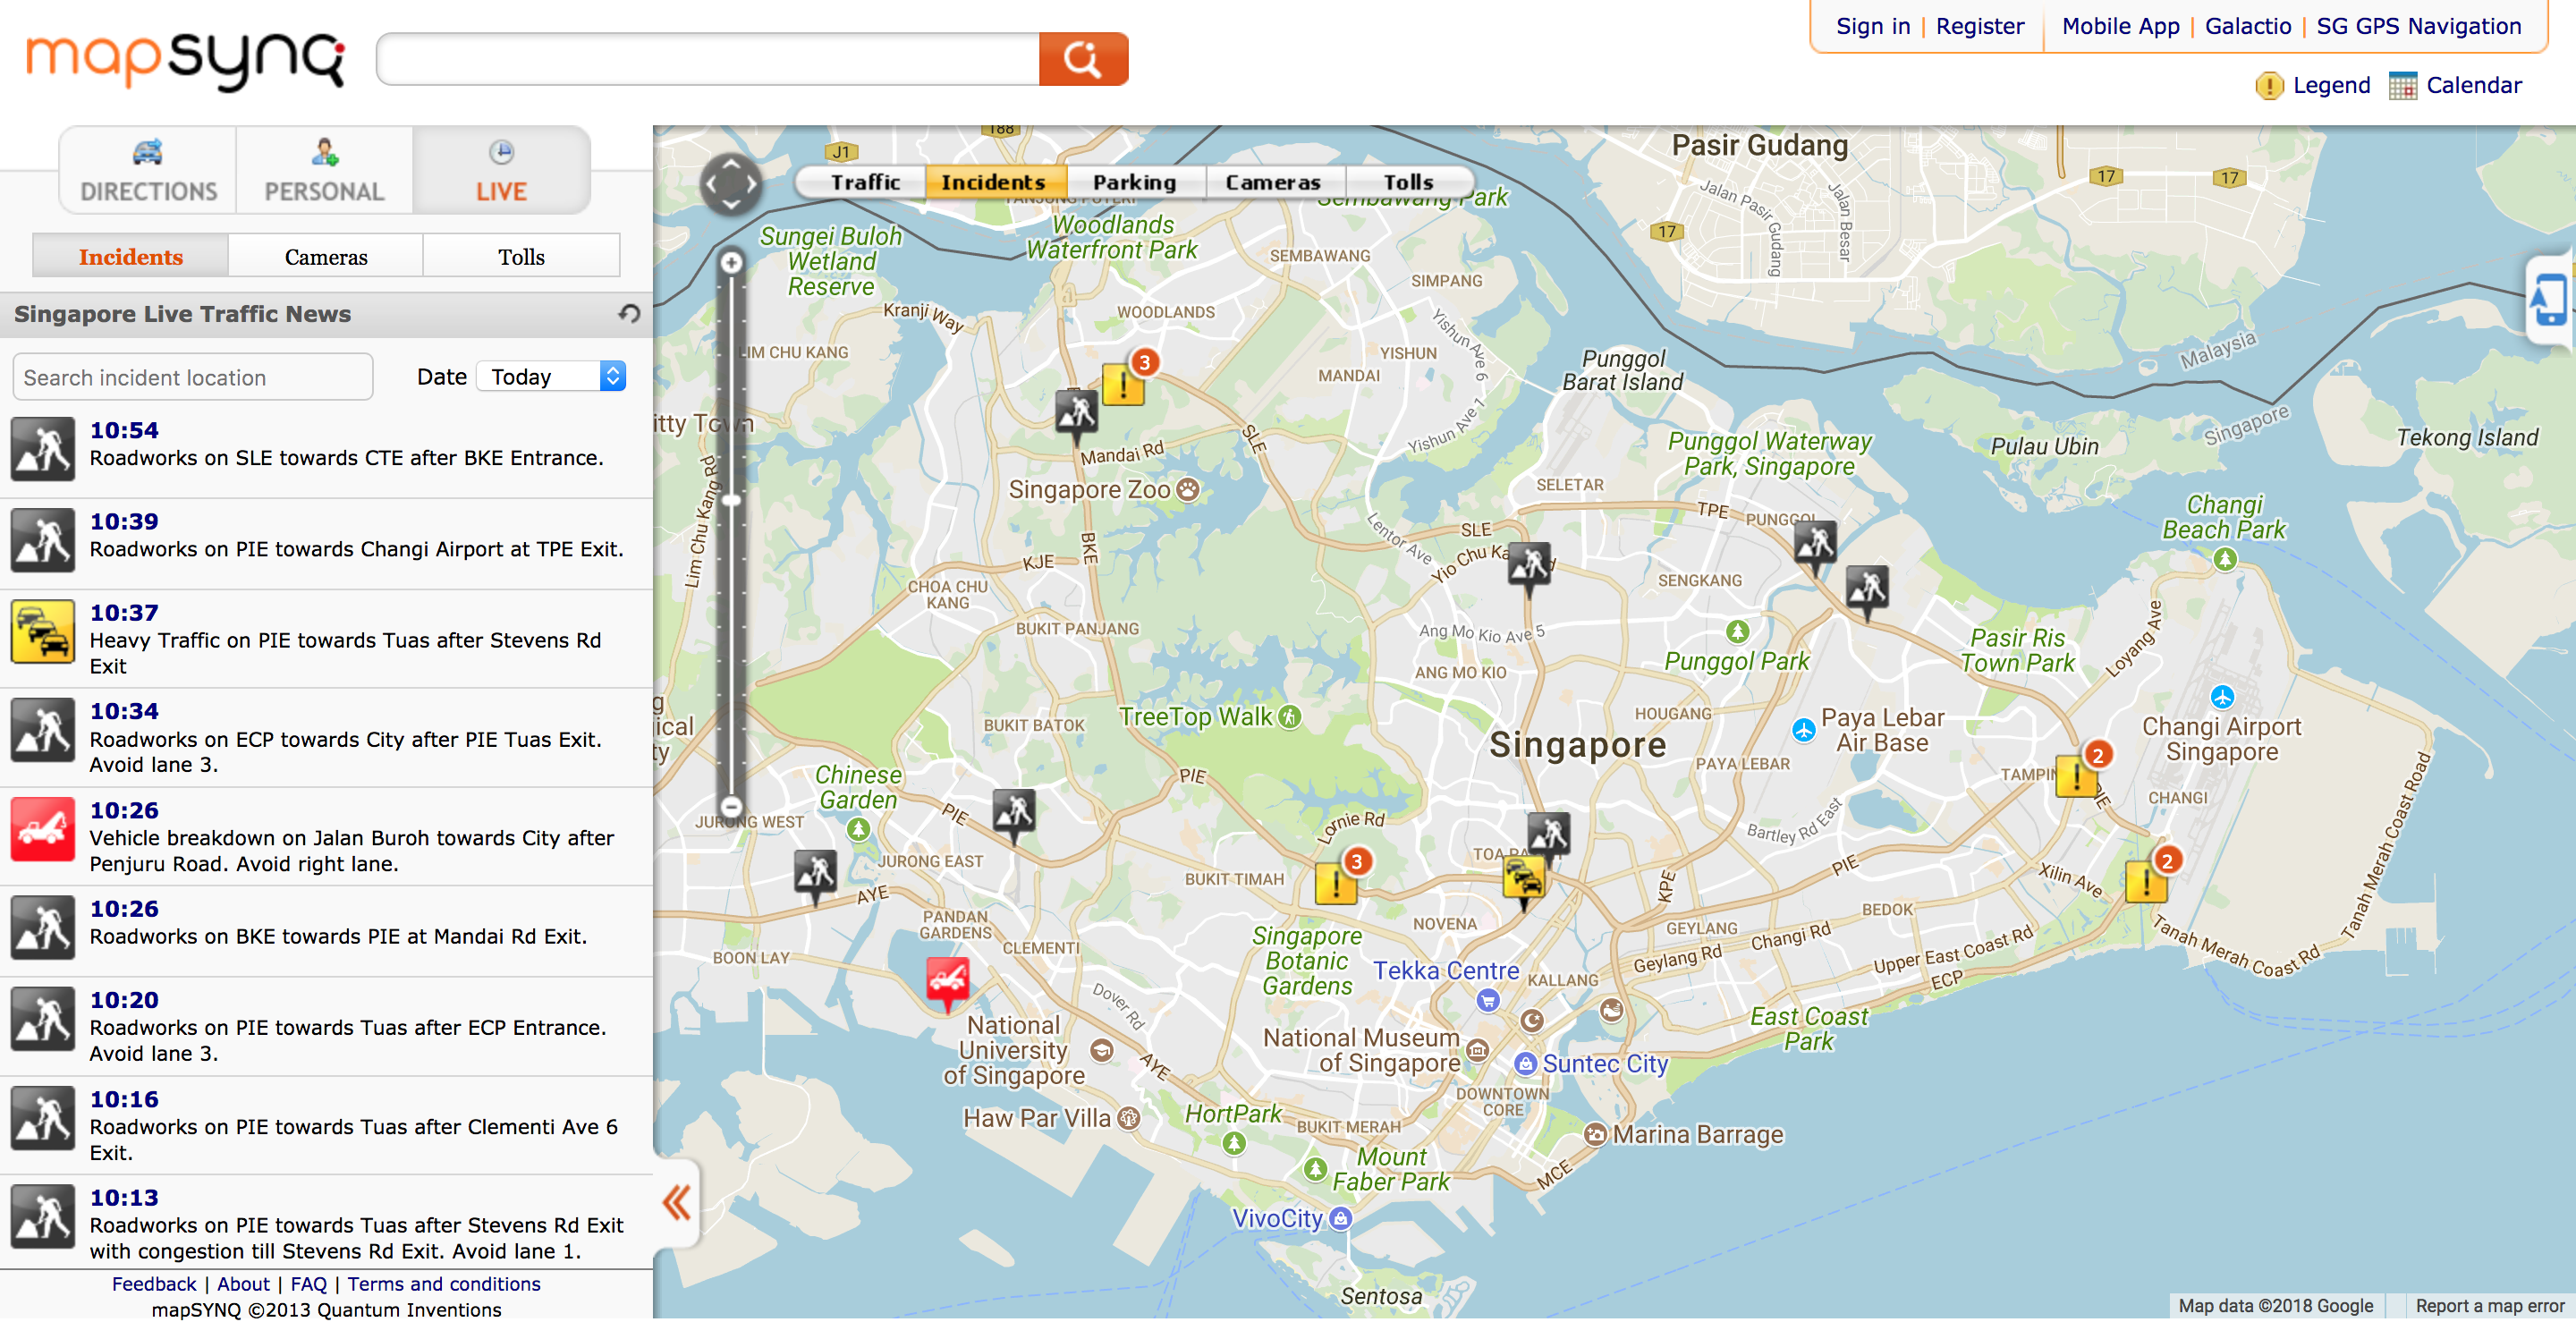 mapsynq
Sign in | Register
Mobile App | Galactio | SG GPS Navigation
Legend
Calendar
DIRECTIONS
PERSONAL
LIVE
Incidents
Cameras
Tolls
Singapore Live Traffic News
Search incident location
Date
Today
10:54
Roadworks on SLE towards CTE after BKE Entrance.
10:39
Roadworks on PIE towards Changi Airport at TPE Exit.
10:37
Heavy Traffic on PIE towards Tuas after Stevens Rd
Exit
10:34
Roadworks on ECP towards City after PIE Tuas Exit.
Avoid lane 3.
10:26
Vehicle breakdown on Jalan Buroh towards City after
Penjuru Road. Avoid right lane.
10:26
Roadworks on BKE towards PIE at Mandai Rd Exit.
10:20
Roadworks on PIE towards Tuas after ECP Entrance.
Avoid lane 3.
10:16
Roadworks on PIE towards Tuas after Clementi Ave 6
Exit.
10:13
Roadworks on PIE towards Tuas after Stevens Rd Exit
with congestion till Stevens Rd Exit. Avoid lane 1.
Feedback | About | FAQ | Terms and conditions
mapSYNQ ©2013 Quantum Inventions
Traffic
Incidents
Parking
Cameras
Tolls
188
J1
Pasir Gudang
Jalan Pasir Gudang
Jalan Besar
17
17
17
Sembawang Park
Woodlands
Waterfront Park
Sungei Buloh
Wetland
Reserve
SEMBAWANG
SIMPANG
Kranji Way
WOODLANDS
LIM CHU KANG
YISHUN
Yishun Ave 6
MANDAI
3
Punggol
Barat Island
Malaysia
Singapore
Yishun Ave 1
Punggol Waterway
Park, Singapore
Pulau Ubin
Tekong Island
SLE
Mandai Rd
Singapore Zoo
Lim Chu Kang Rd
SELETAR
TPE
PUNGGOL
Changi
Beach Park
Lentor Ave
SLE
BKE
KJE
SENGKANG
CHOA CHU
KANG
BUKIT PANJANG
Ang Mo Kio Ave 5
ANG MO KIO
Punggol Park
Pasir Ris
Town Park
Loyang Ave
TreeTop Walk
BUKIT BATOK
HOUGANG
Singapore
Paya Lebar
Air Base
Changi Airport
Singapore
PAYA LEBAR
2
CHANGI
PIE
PIE
Chinese
Garden
PIE
JURONG WEST
JURONG EAST
Lornie Rd
Bartley Rd East
3
BUKIT TIMAH
AYE
PIE
KPE
Xilin Ave
2
Tanah Merah Coast Road
PANDAN
GARDENS
CLEMENTI
NOVENA
BEDOK
GEYLANG
Changi Rd
Geylang Rd
Upper East Coast Rd
ECP
Tanah Merah Coast Rd
BOON LAY
Singapore
Botanic
Gardens
Tekka Centre
KALLANG
Dover Rd
East Coast
Park
National
University
of Singapore
National Museum
of Singapore
Suntec City
AYE
DOWNTOWN
CORE
Haw Par Villa
HortPark
BUKIT MERAH
Marina Barrage
Mount
Faber Park
MCE
VivoCity
Sentosa
Map data ©2018 Google
Report a map error